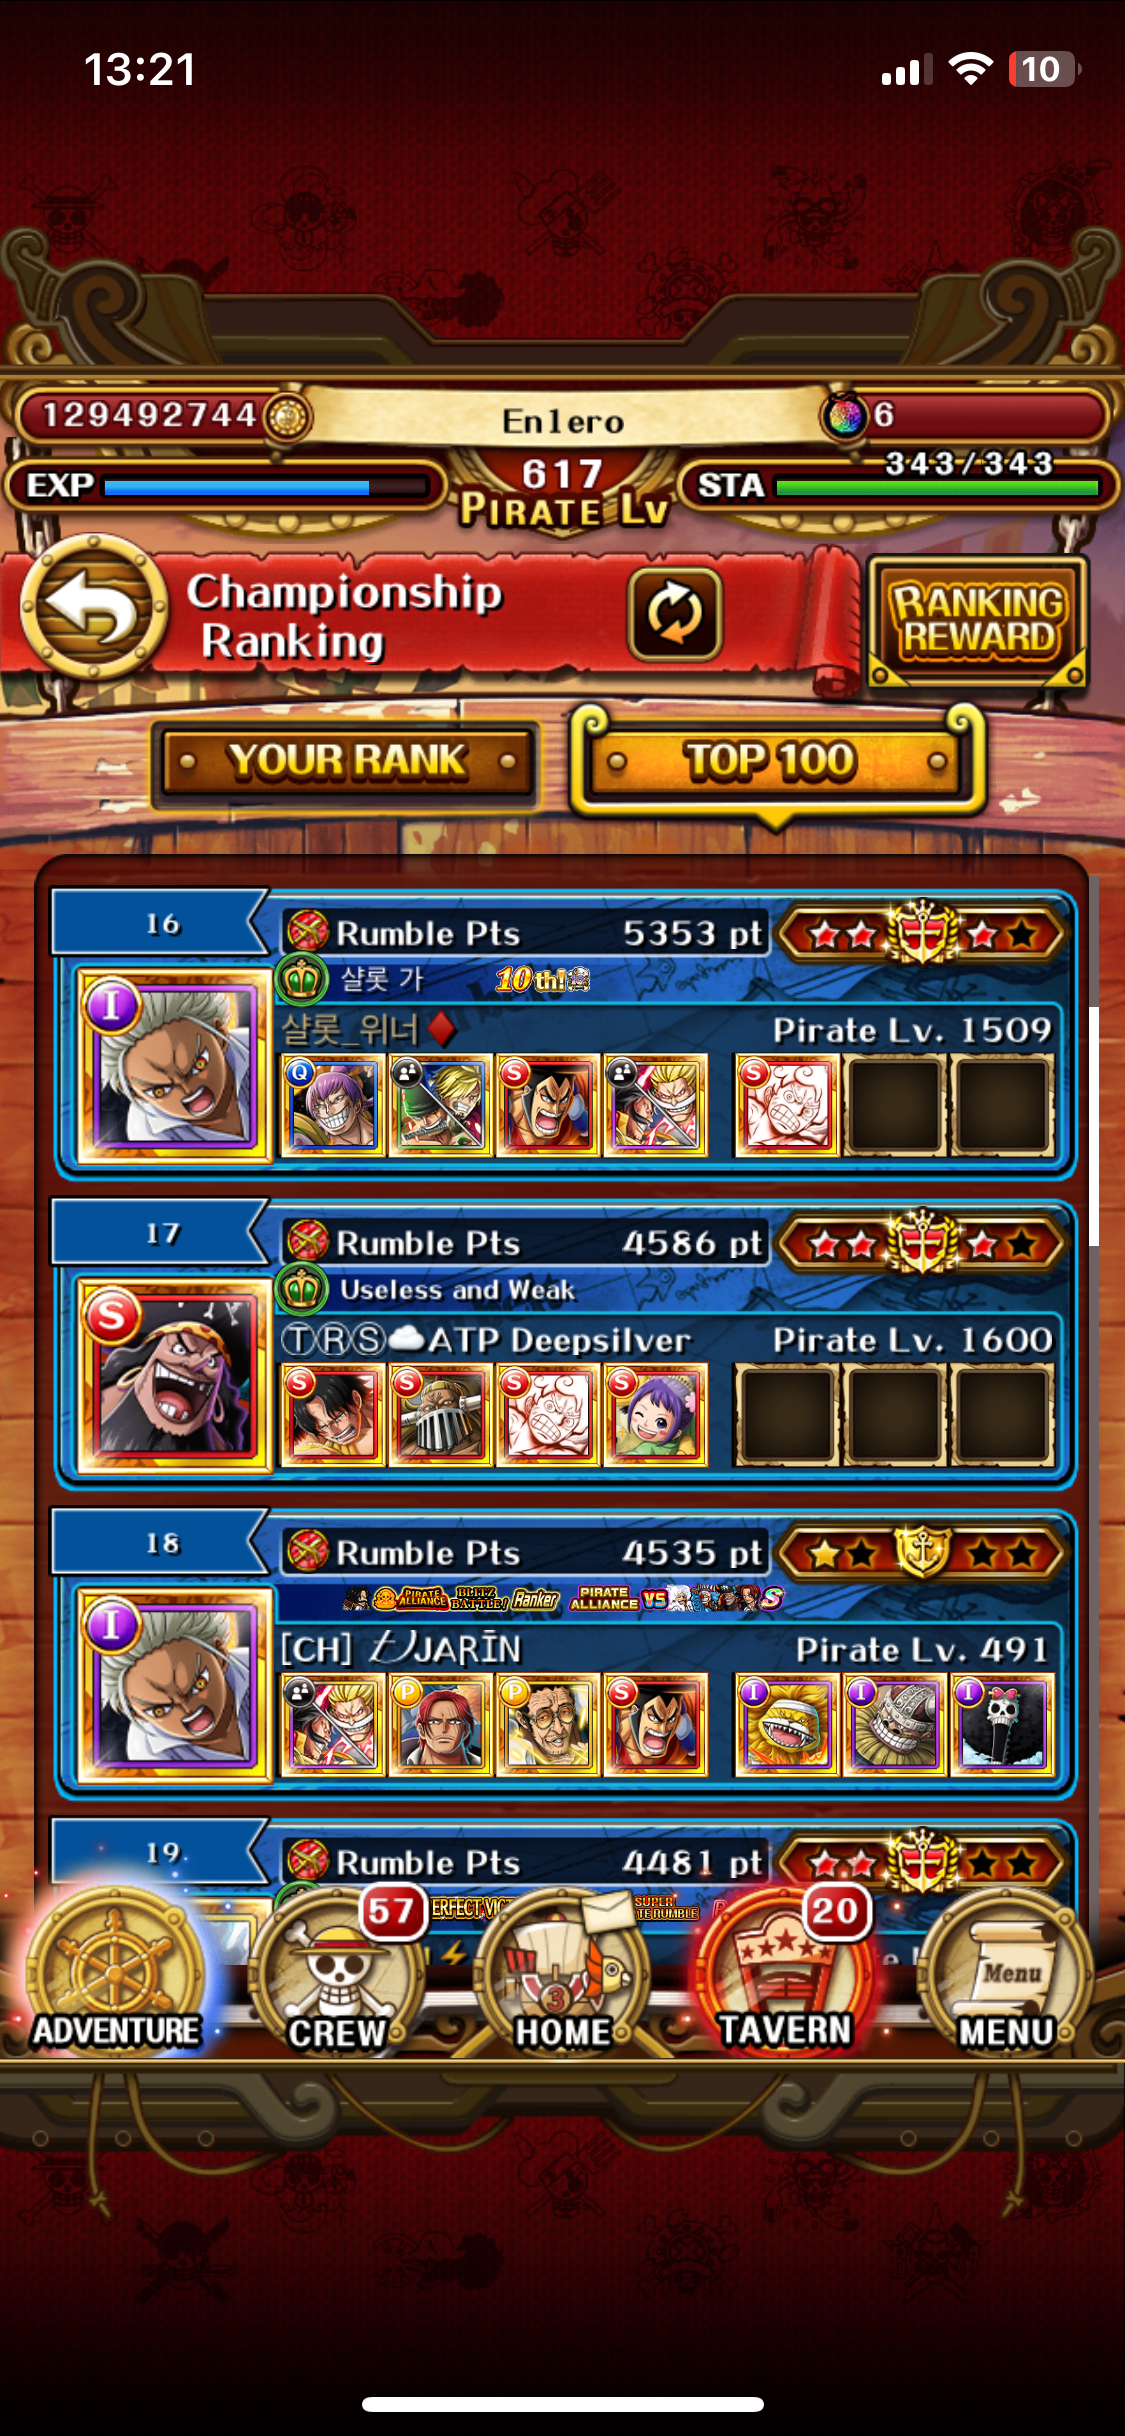 13:21
10
129492744
En1ero
6
EXP
617
PIRATE Lv
STA
343/343
Championship
Ranking
RANKING
REWARD
YOUR RANK
TOP 100
16
Rumble Pts 5353 pt
샬롯 가 10th!
I
샬롯_위너♦ Pirate Lv. 1509
Q S S
17
Rumble Pts 4586 pt
Useless and Weak
S
ⓉⓇⓈ☁ATP Deepsilver Pirate Lv. 1600
S S S S
18
Rumble Pts 4535 pt
PIRATE ALLIANCE BLITZ BATTLE! Ranker PIRATE ALLIANCE VS S
I
Pirate Lv. 491
P P S I I I
19
Rumble Pts 4481 pt
57
20
3
Menu
ADVENTURE
CREW
HOME
TAVERN
MENU